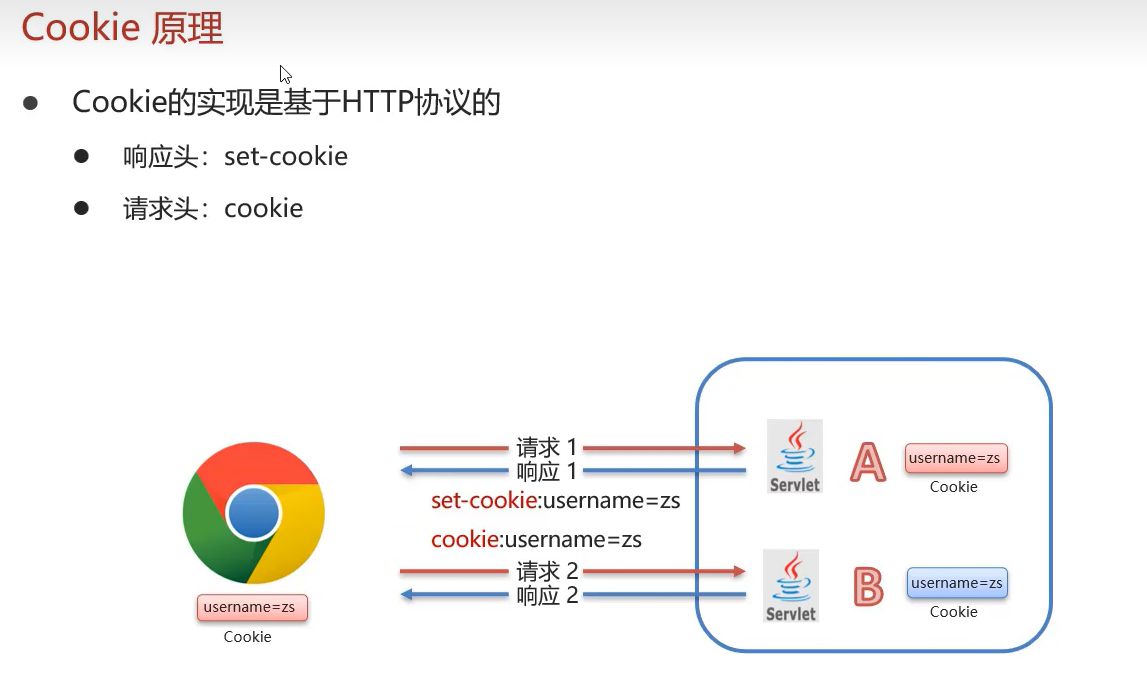 Cookie 原理
Cookie的实现是基于HTTP协议的
响应头：set-cookie
请求头：cookie
请求 1
响应 1
set-cookie:username=zs
cookie:username=zs
请求 2
响应 2
username=zs
Cookie
Servlet
A
username=zs
Cookie
Servlet
B
username=zs
Cookie